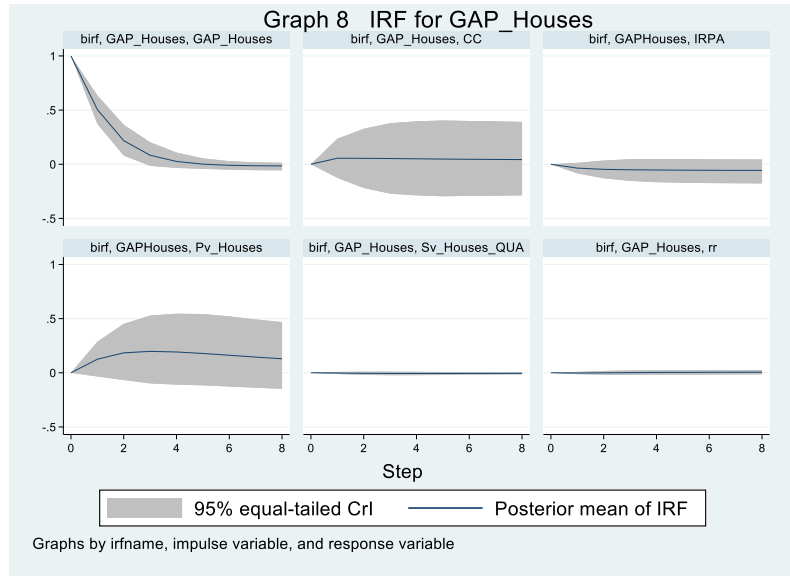 Graph 8 IRF for GAP_Houses
birf, GAP_Houses, GAP_Houses
birf, GAP_Houses, CC
birf, GAPHouses, IRPA
1
.5
0
-.5
birf, GAPHouses, Pv_Houses
birf, GAP_Houses, Sv_Houses_QUA
birf, GAP_Houses, rr
1
.5
0
-.5
0 2 4 6 8
0 2 4 6 8
0 2 4 6 8
Step
95% equal-tailed CrI
Posterior mean of IRF
Graphs by irfname, impulse variable, and response variable